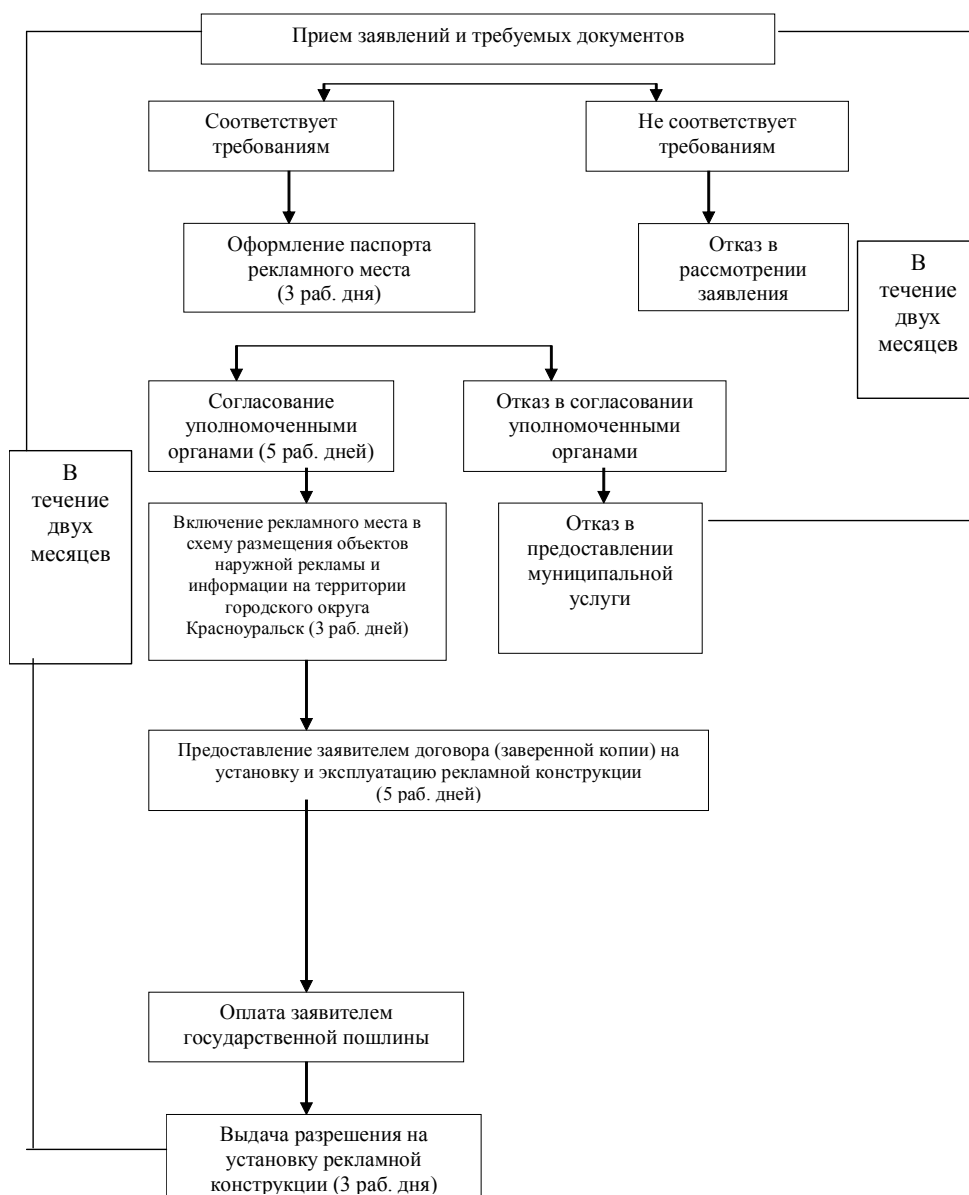 Прием заявлений и требуемых документов
Соответствует
требованиям
Не соответствует
требованиям
Оформление паспорта
рекламного места
(3 раб. дня)
Отказ в
рассмотрении
заявления
В
течение
двух
месяцев
Согласование
уполномоченными
органами (5 раб. дней)
Отказ в согласовании
уполномоченными
органами
В
течение
двух
месяцев
Включение рекламного места в
схему размещения объектов
наружной рекламы и
информации на территории
городского округа
Красноуральск (3 раб. дней)
Отказ в
предоставлении
муниципальной
услуги
Предоставление заявителем договора (заверенной копии) на
установку и эксплуатацию рекламной конструкции
(5 раб. дней)
Оплата заявителем
государственной пошлины
Выдача разрешения на
установку рекламной
конструкции (3 раб. дня)